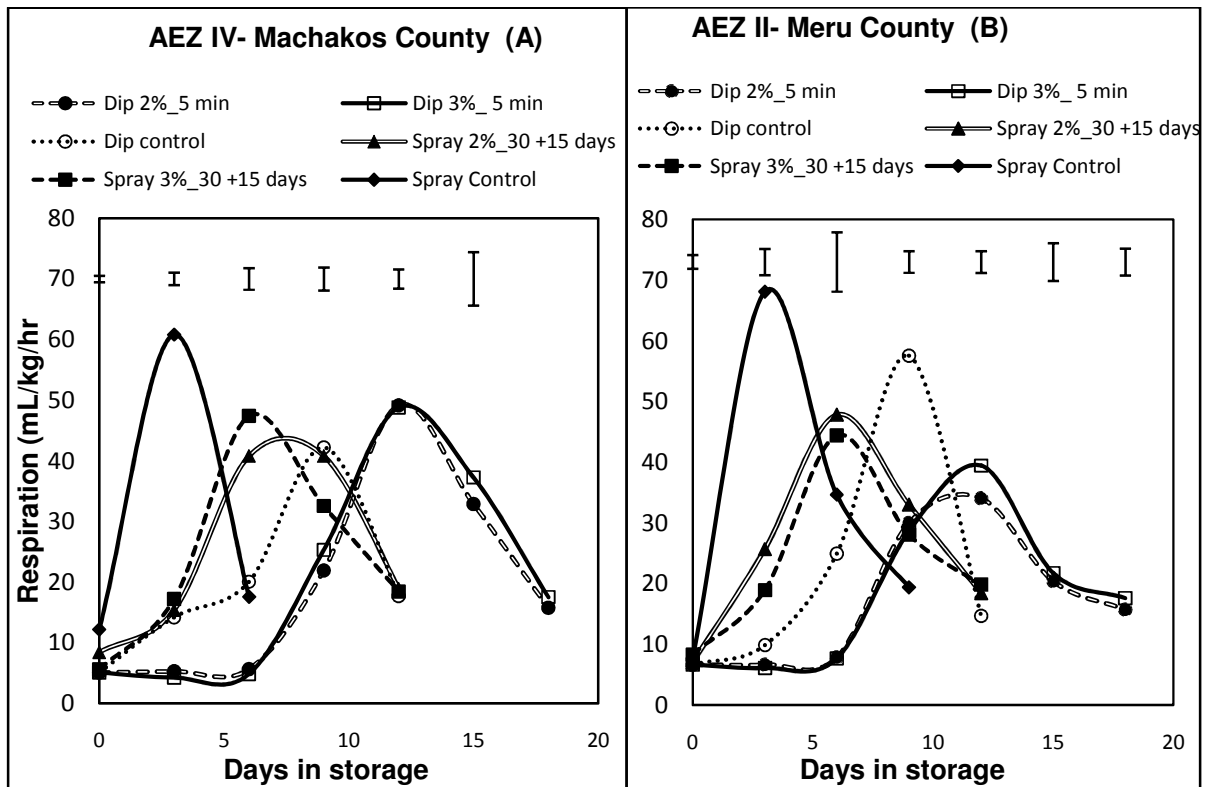 AEZ IV- Machakos County (A)
Dip 2%_5 min
Dip 3%_ 5 min
Dip control
Spray 2%_30 +15 days
Spray 3%_30 +15 days
Spray Control
Respiration (mL/kg/hr
80
70
60
50
40
30
20
10
0
0 5 10 15 20
Days in storage
AEZ II- Meru County (B)
Dip 2%_5 min
Dip 3%_ 5 min
Dip control
Spray 2%_30 +15 days
Spray 3%_30 +15 days
Spray Control
80
70
60
50
40
30
20
10
0
0 5 10 15 20
Days in storage